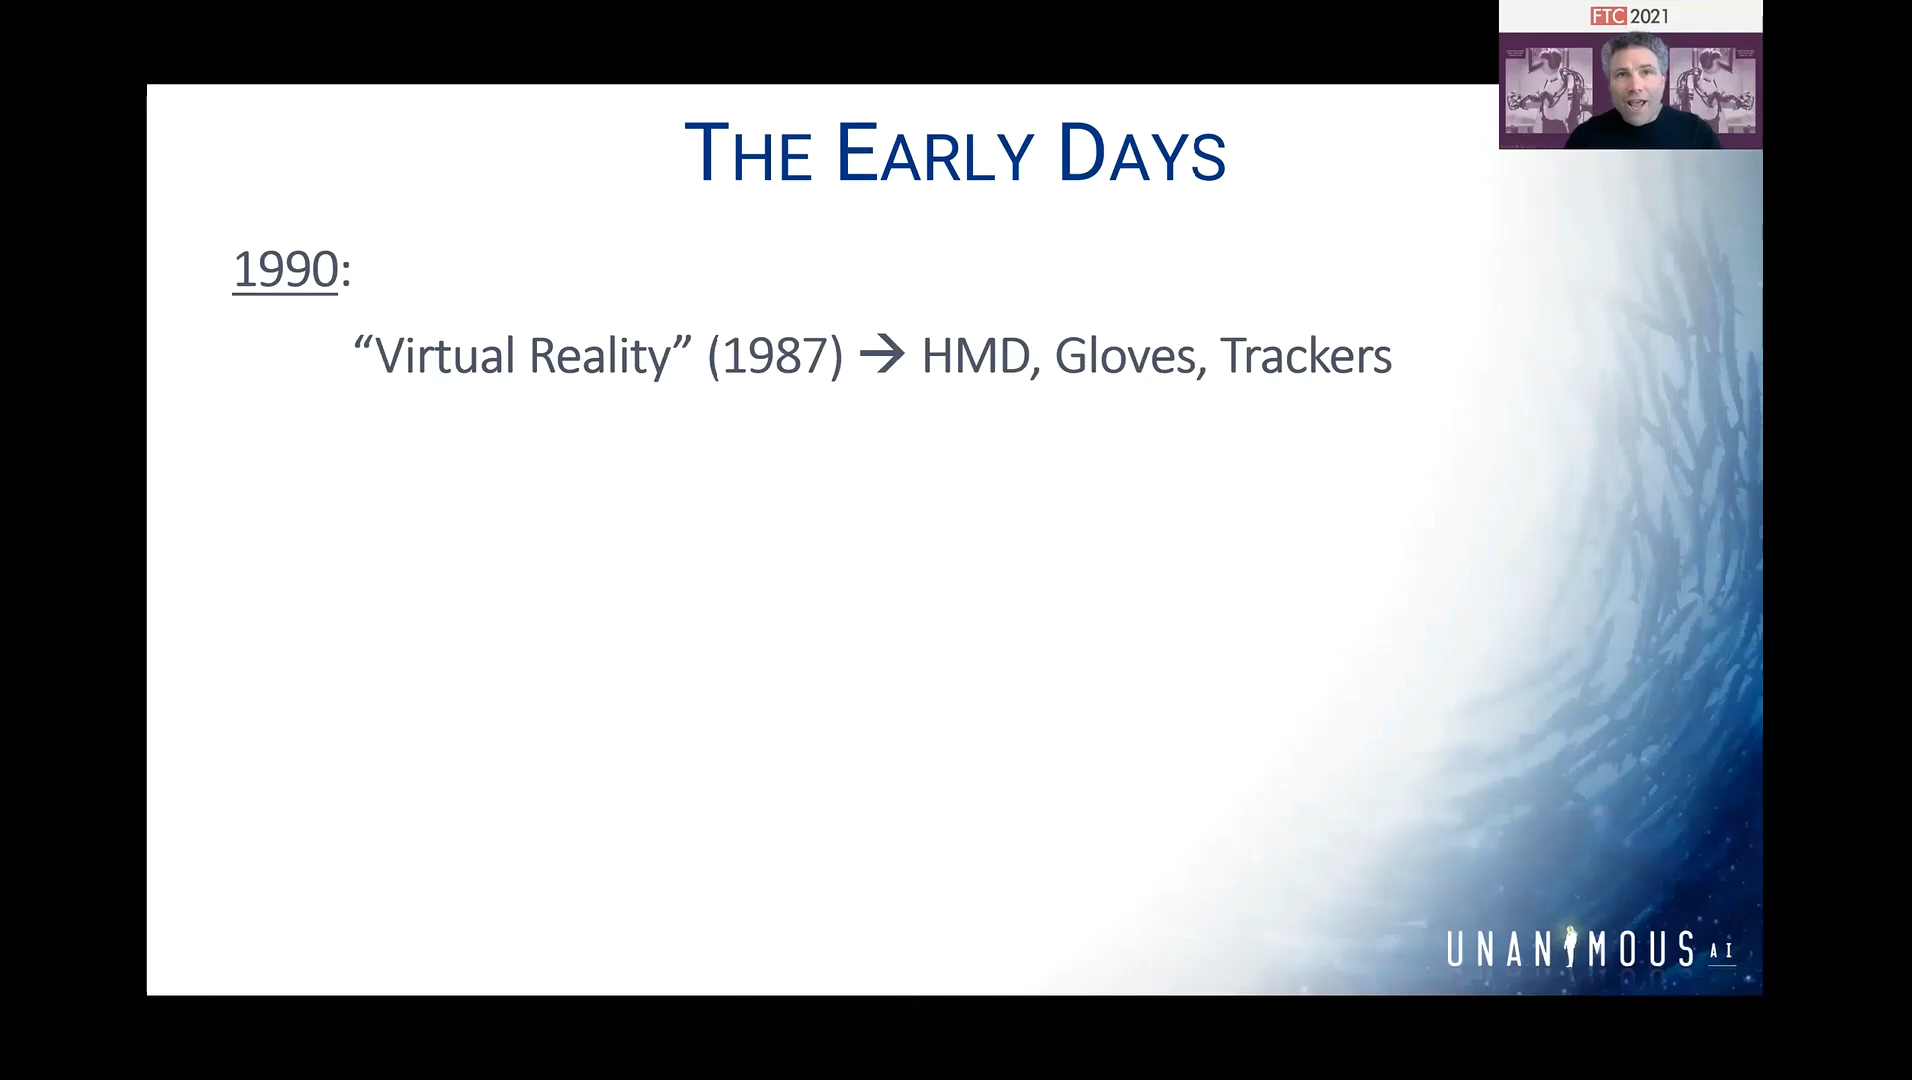 FTC 2021
THE EARLY DAYS
1990:
“Virtual Reality” (1987) → HMD, Gloves, Trackers
UNANIMOUS AI